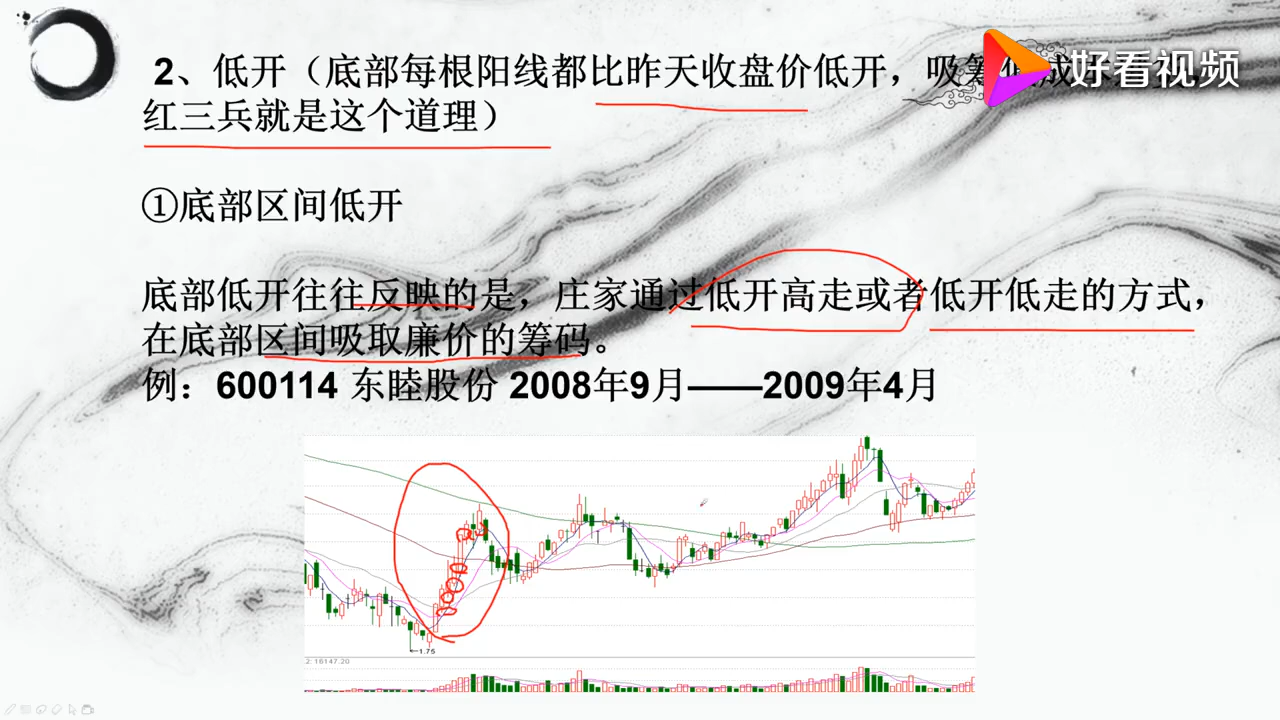 2、低开（底部每根阳线都比昨天收盘价低开，吸筹
好看视频
红三兵就是这个道理）
①底部区间低开
底部低开往往反映的是，庄家通过低开高走或者低开低走的方式，
在底部区间吸取廉价的筹码。
例：600114 东睦股份 2008年9月——2009年4月
1.75
2: 16147.20